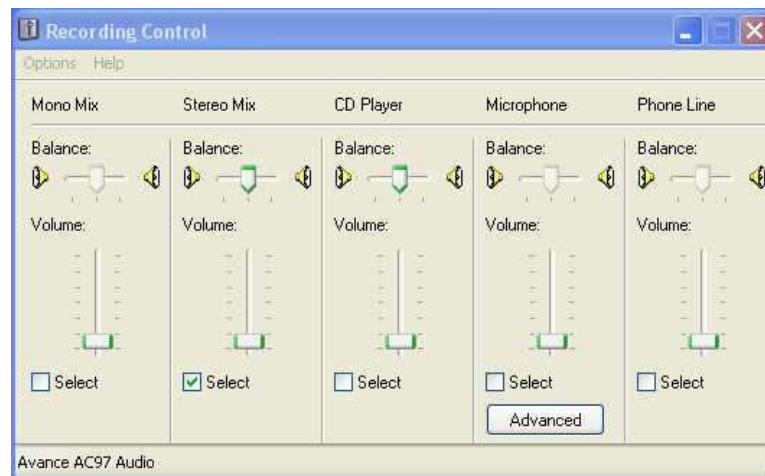 Recording Control
Options Help
Mono Mix Stereo Mix CD Player Microphone Phone Line
Balance: Balance: Balance: Balance: Balance:
Volume: Volume: Volume: Volume: Volume:
Select Select Select Select Select
Advanced
Avance AC97 Audio